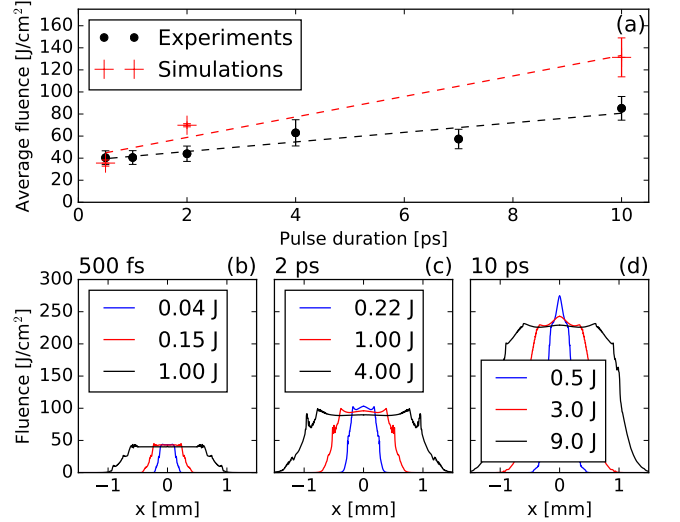 (a)
Experiments
Simulations
Average fluence [J/cm²]
160
140
120
100
80
60
40
20
0
0 2 4 6 8 10
Pulse duration [ps]
500 fs (b) 2 ps (c) 10 ps (d)
Fluence [J/cm²]
300
250
200
150
100
50
0
0.04 J
0.15 J
1.00 J
0.22 J
1.00 J
4.00 J
0.5 J
3.0 J
9.0 J
−1 0 1 −1 0 1 −1 0 1
x [mm] x [mm] x [mm]